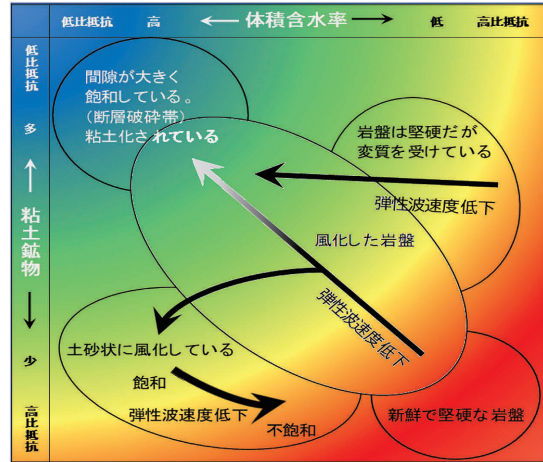 低比抵抗 高 ← 体積含水率 低 高比抵抗
低比抵抗
多
↑
粘土鉱物
↓
少
高比抵抗
間隙が大きく
飽和している。
(断層破砕帯)
粘土化されている
岩盤は堅硬だが
変質を受けている
弾性波速度低下
風化した岩盤
弾性波速度低下
土砂状に風化している
飽和
弾性波速度低下
不飽和
新鮮で堅硬な岩盤